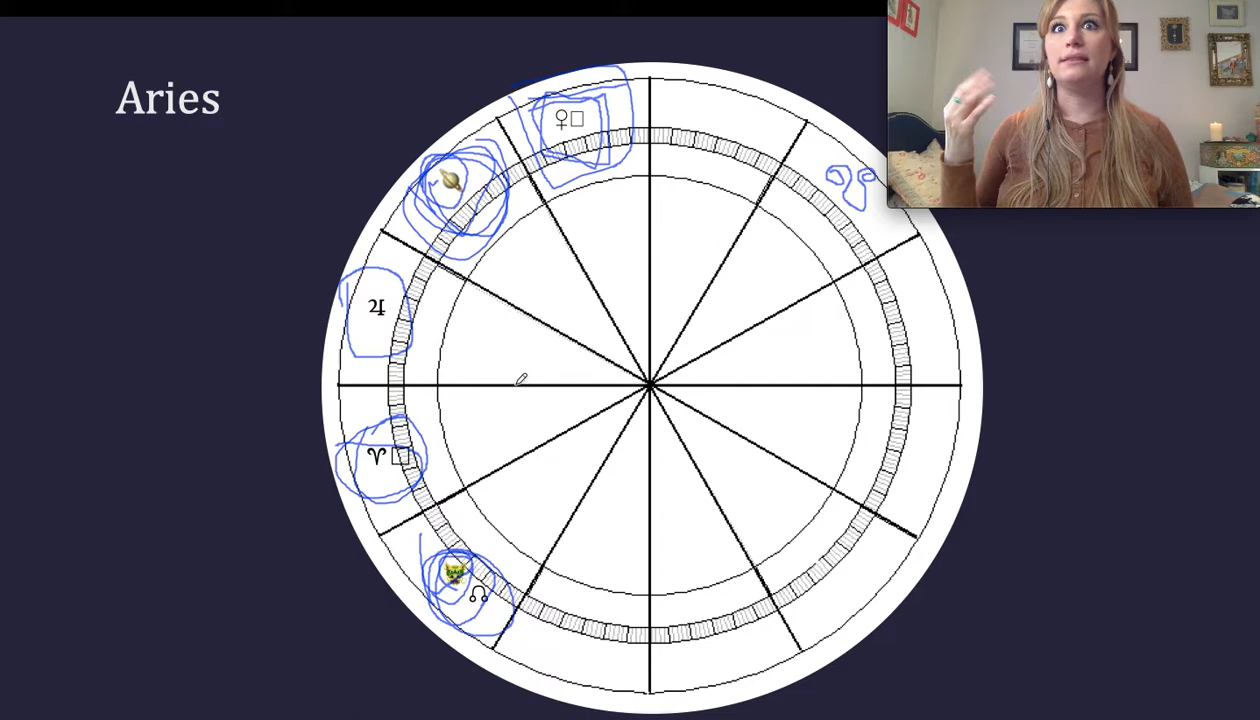 Aries
♀□
♃
♈□
☊